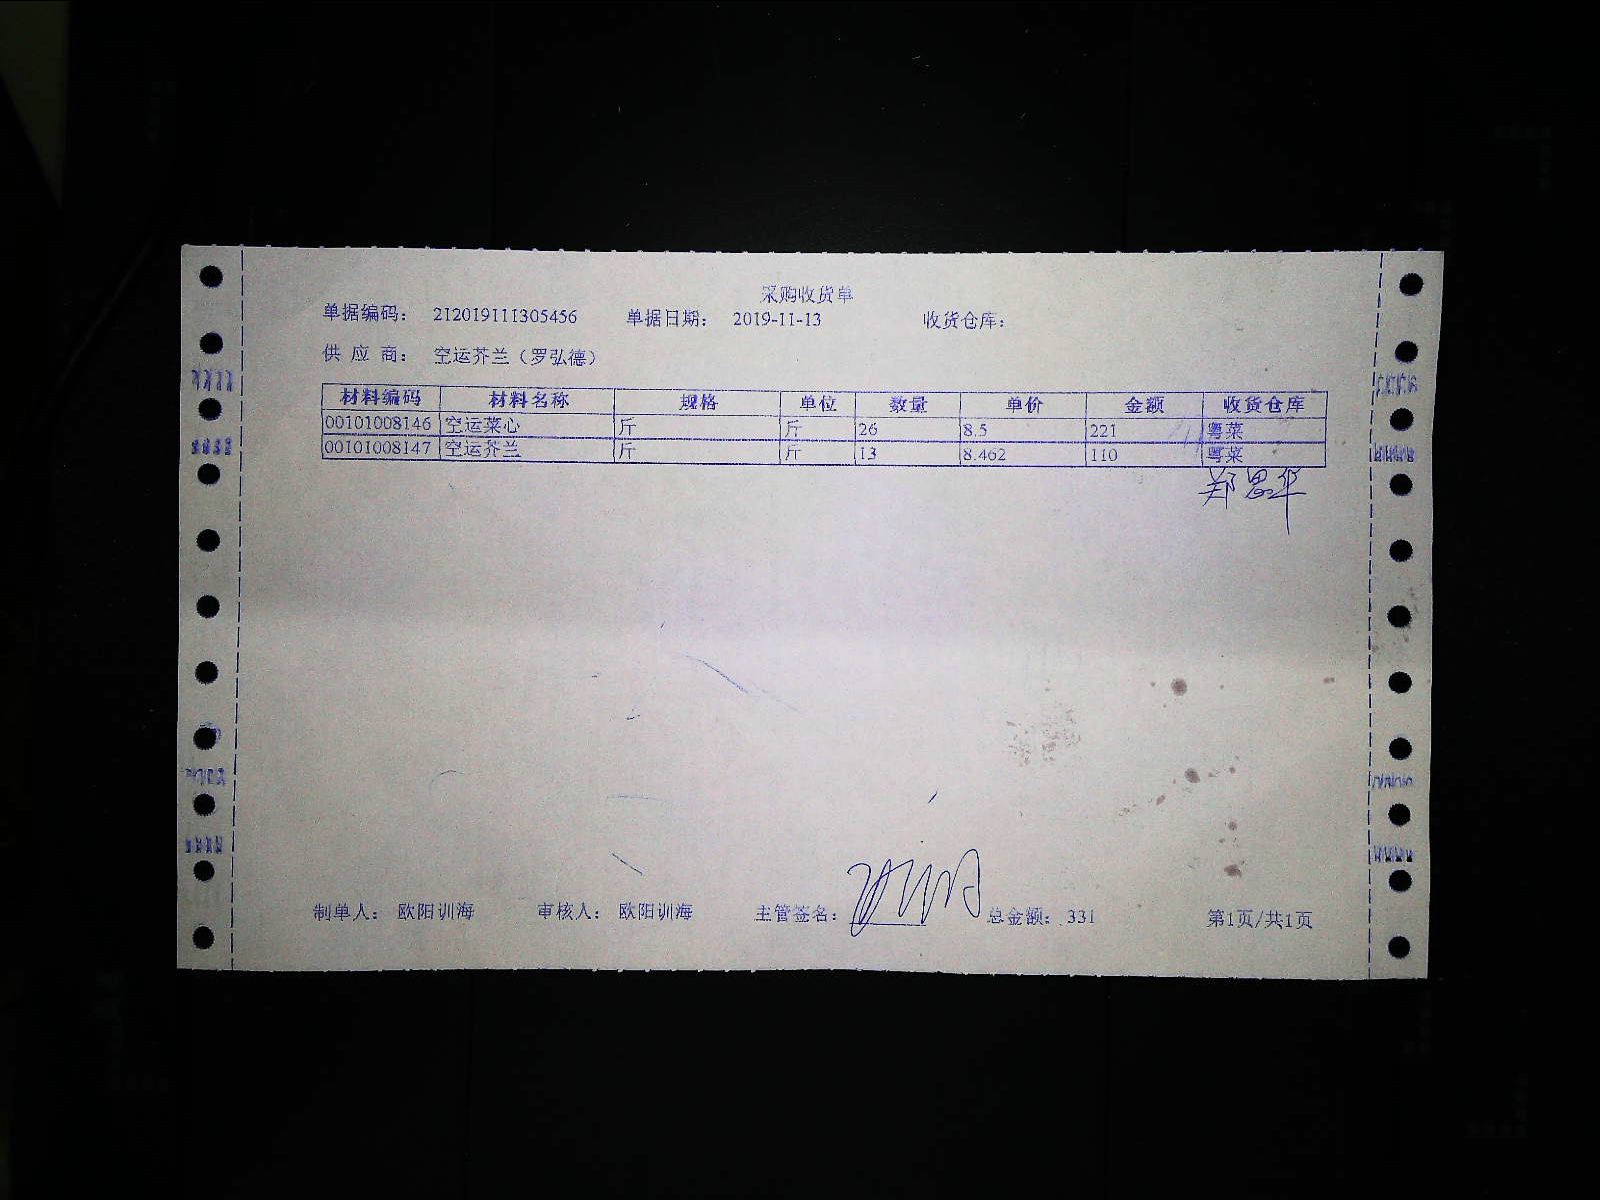 采购收货单
单据编码： 212019111305456 单据日期： 2019-11-13 收货仓库：
供 应 商： 空运芥兰（罗弘德）
材料编码 材料名称 规格 单位 数量 单价 金额 收货仓库
00101008146 空运菜心 斤 斤 26 8.5 221 粤菜
00101008147 空运芥兰 斤 斤 13 8.462 110 粤菜
郑思华
制单人： 欧阳训海 审核人： 欧阳训海 主管签名： 总金额： 331 第1页/共1页